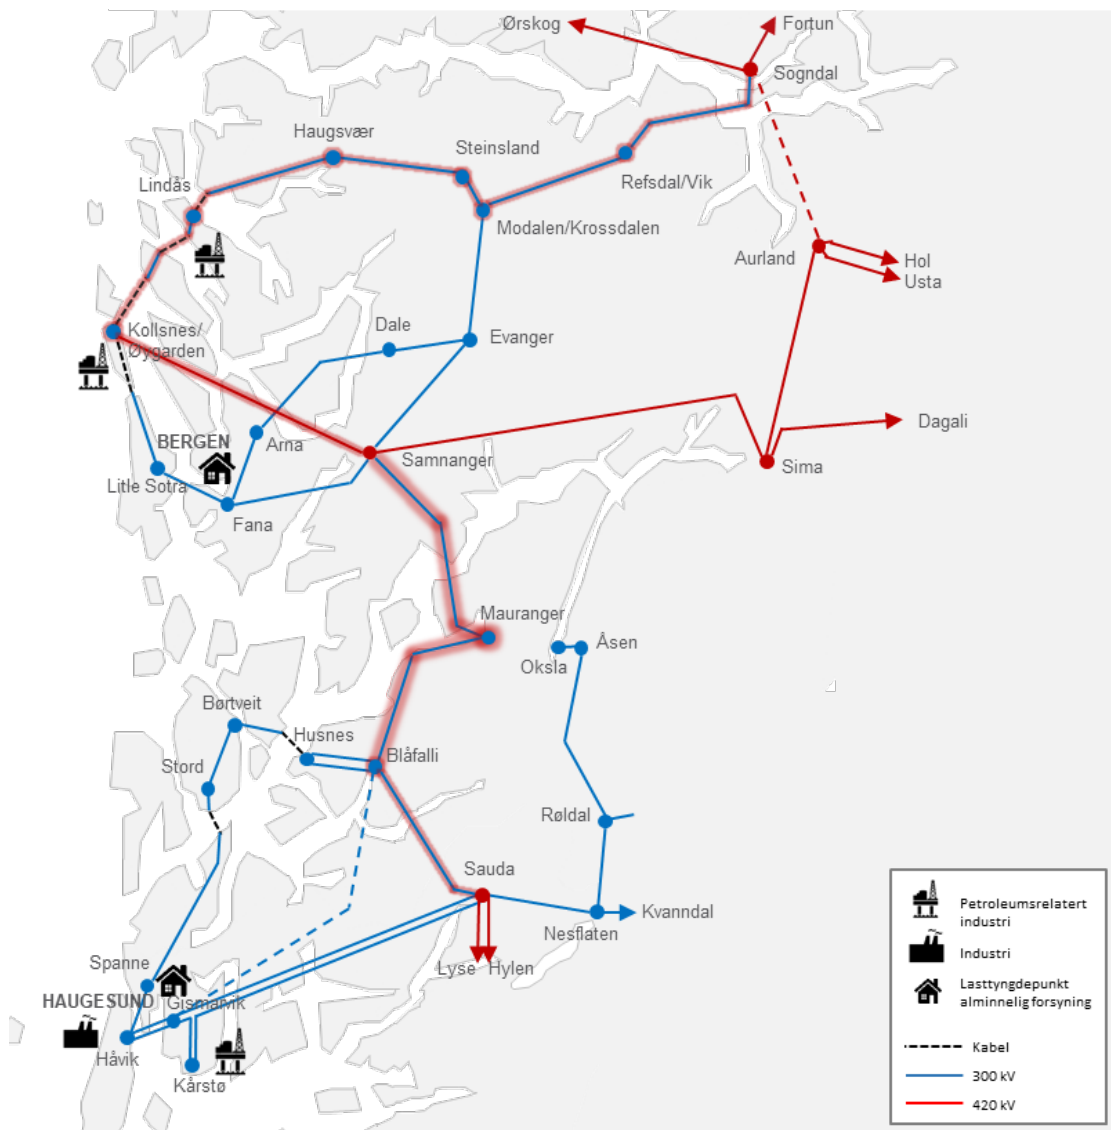 Ørskog
Fortun
Sogndal
Haugsvær
Steinsland
Lindås
Refsdal/Vik
Modalen/Krossdalen
Aurland
Hol
Usta
Kollsnes/
Øygarden
Dale
Evanger
Dagali
BERGEN
Arna
Samnanger
Sima
Litle Sotra
Fana
Mauranger
Åsen
Oksla
Børtveit
Husnes
Blåfalli
Stord
Røldal
Sauda
Kvanndal
Nesflaten
Lyse
Hylen
Spanne
HAUGESUND
Gismarvik
Håvik
Kårstø
Petroleumsrelatert
industri
Industri
Lasttyngdepunkt
alminnelig forsyning
Kabel
300 kV
420 kV